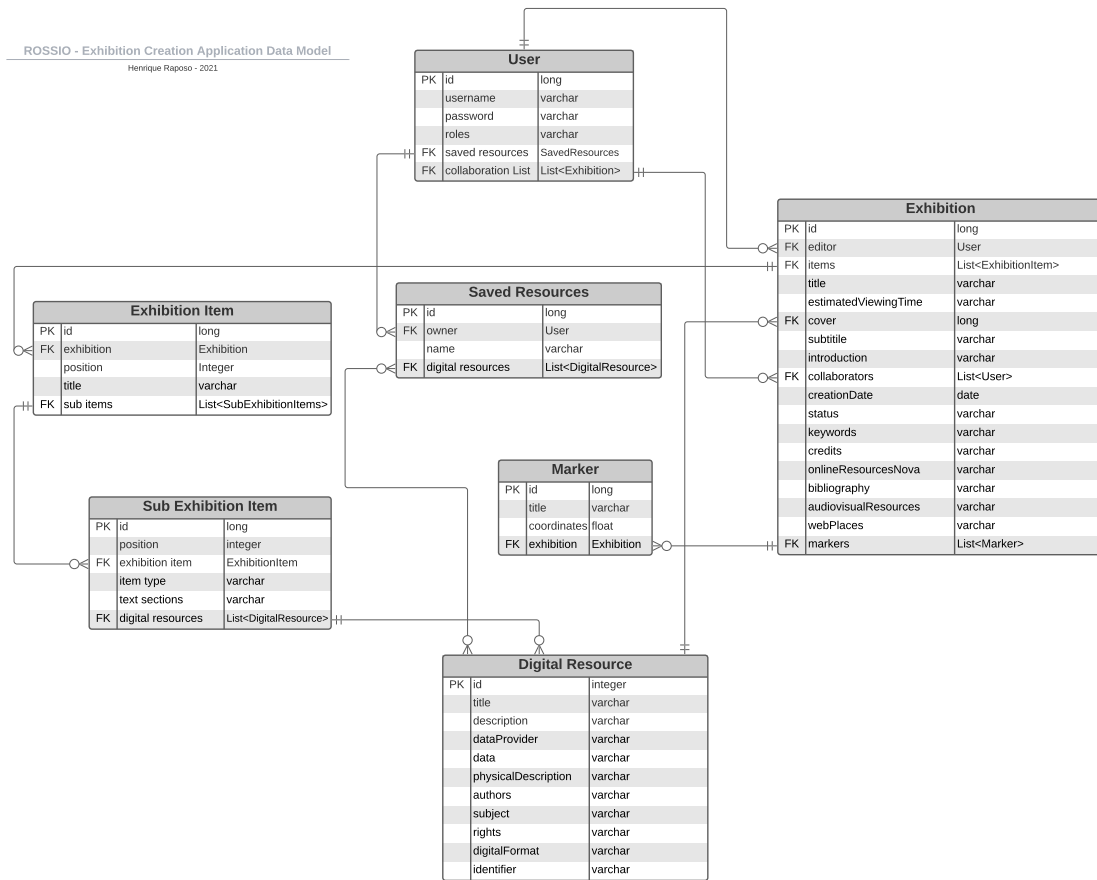 ROSSIO - Exhibition Creation Application Data Model
Henrique Raposo - 2021
User
PK id long
username varchar
password varchar
roles varchar
FK saved resources SavedResources
FK collaboration List List<Exhibition>
Exhibition
PK id long
FK editor User
FK items List<ExhibitionItem>
title varchar
estimatedViewingTime varchar
FK cover long
subtitile varchar
introduction varchar
FK collaborators List<User>
creationDate date
status varchar
keywords varchar
credits varchar
onlineResourcesNova varchar
bibliography varchar
audiovisualResources varchar
webPlaces varchar
FK markers List<Marker>
Exhibition Item
PK id long
FK exhibition Exhibition
position Integer
title varchar
FK sub items List<SubExhibitionItems>
Saved Resources
PK id long
FK owner User
name varchar
FK digital resources List<DigitalResource>
Marker
PK id long
title varchar
coordinates float
FK exhibition Exhibition
Sub Exhibition Item
PK id long
position integer
FK exhibition item ExhibitionItem
item type varchar
text sections varchar
FK digital resources List<DigitalResource>
Digital Resource
PK id integer
title varchar
description varchar
dataProvider varchar
data varchar
physicalDescription varchar
authors varchar
subject varchar
rights varchar
digitalFormat varchar
identifier varchar